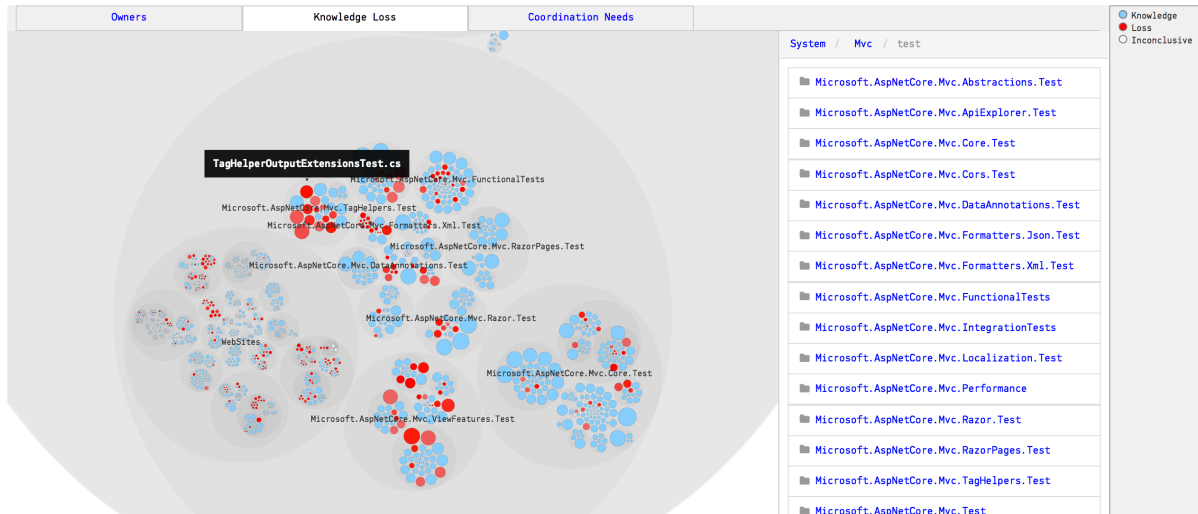 Owners
Knowledge Loss
Coordination Needs
Knowledge
Loss
Inconclusive
System / Mvc / test
TagHelperOutputExtensionsTest.cs
Microsoft.AspNetCore.Mvc.FunctionalTests
Microsoft.AspNetCore.Mvc.TagHelpers.Test
Microsoft.AspNetCore.Mvc.Formatters.Xml.Test
Microsoft.AspNetCore.Mvc.RazorPages.Test
Microsoft.AspNetCore.Mvc.DataAnnotations.Test
Microsoft.AspNetCore.Mvc.Razor.Test
WebSites
Microsoft.AspNetCore.Mvc.Core.Test
Microsoft.AspNetCore.Mvc.ViewFeatures.Test
Microsoft.AspNetCore.Mvc.Abstractions.Test
Microsoft.AspNetCore.Mvc.ApiExplorer.Test
Microsoft.AspNetCore.Mvc.Core.Test
Microsoft.AspNetCore.Mvc.Cors.Test
Microsoft.AspNetCore.Mvc.DataAnnotations.Test
Microsoft.AspNetCore.Mvc.Formatters.Json.Test
Microsoft.AspNetCore.Mvc.Formatters.Xml.Test
Microsoft.AspNetCore.Mvc.FunctionalTests
Microsoft.AspNetCore.Mvc.IntegrationTests
Microsoft.AspNetCore.Mvc.Localization.Test
Microsoft.AspNetCore.Mvc.Performance
Microsoft.AspNetCore.Mvc.Razor.Test
Microsoft.AspNetCore.Mvc.RazorPages.Test
Microsoft.AspNetCore.Mvc.TagHelpers.Test
Microsoft.AspNetCore.Mvc.Test